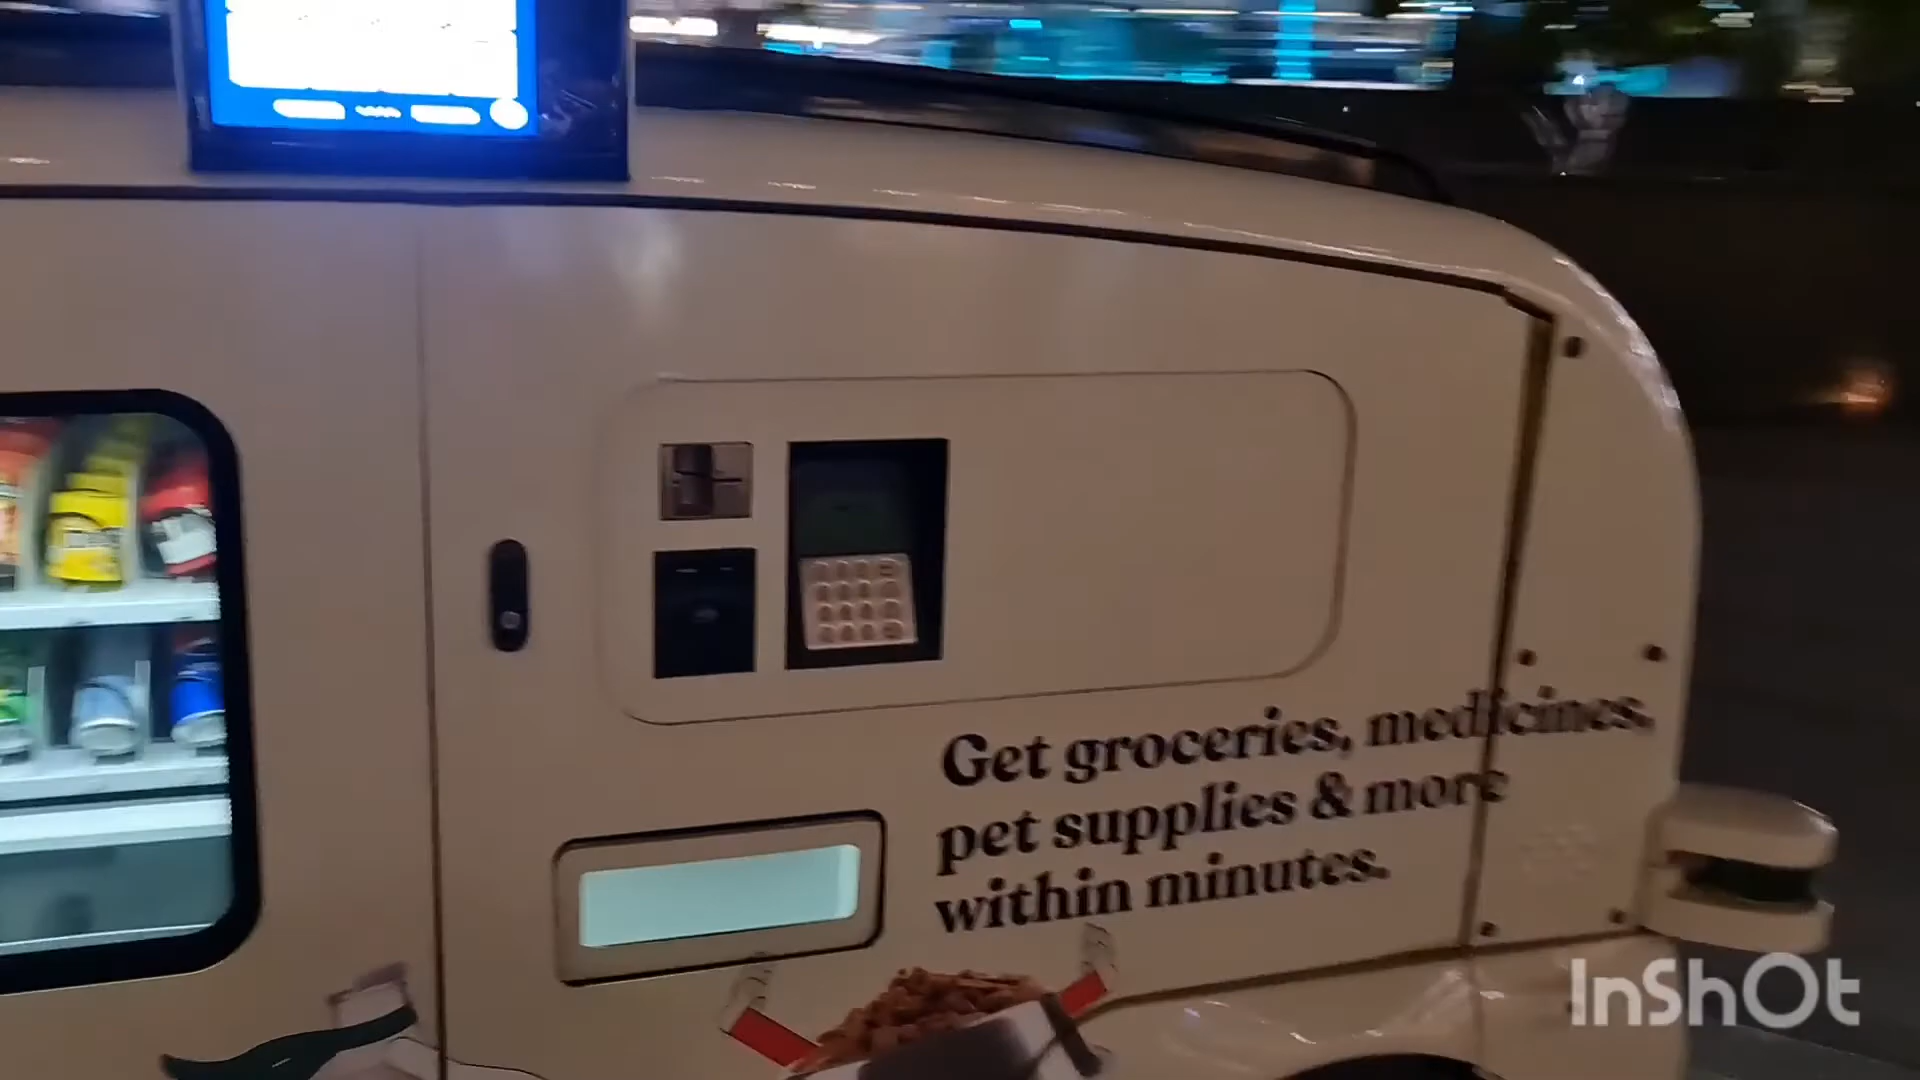 Get groceries, medicines,
pet supplies & more
within minutes.
InShOt